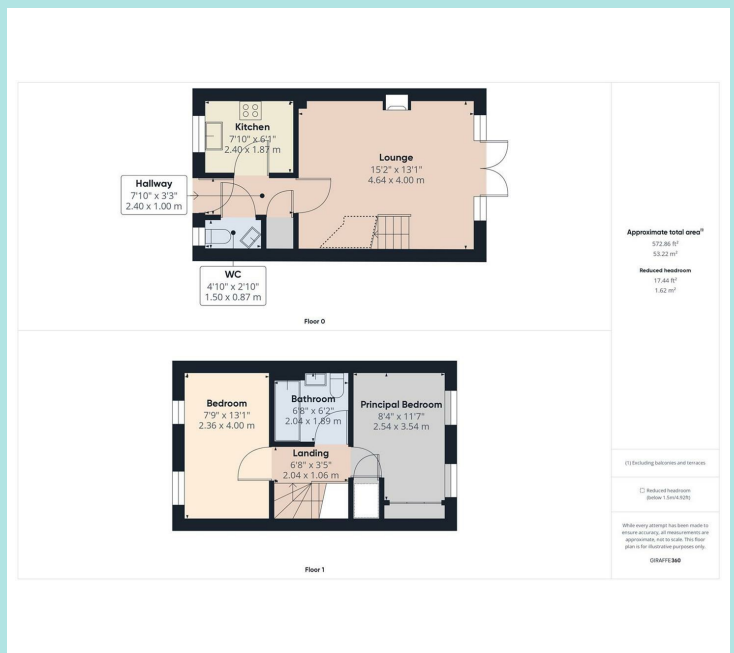 Kitchen
7'10" x 6'1"
2.40 x 1.87 m
Lounge
15'2" x 13'1"
4.64 x 4.00 m
Hallway
7'10" x 3'3"
2.40 x 1.00 m
WC
4'10" x 2'10"
1.50 x 0.87 m
Floor 0
Bedroom
7'9" x 13'1"
2.36 x 4.00 m
Bathroom
6'8" x 6'2"
2.04 x 1.89 m
Principal Bedroom
8'4" x 11'7"
2.54 x 3.54 m
Landing
6'8" x 3'5"
2.04 x 1.06 m
Floor 1
Approximate total area(1)
572.86 ft²
53.22 m²
Reduced headroom
17.44 ft²
1.62 m²
(1) Excluding balconies and terraces
Reduced headroom
(below 1.5m/4.92ft)
While every attempt has been made to
ensure accuracy, all measurements are
approximate, not to scale. This floor
plan is for illustrative purposes only.
GIRAFFE360